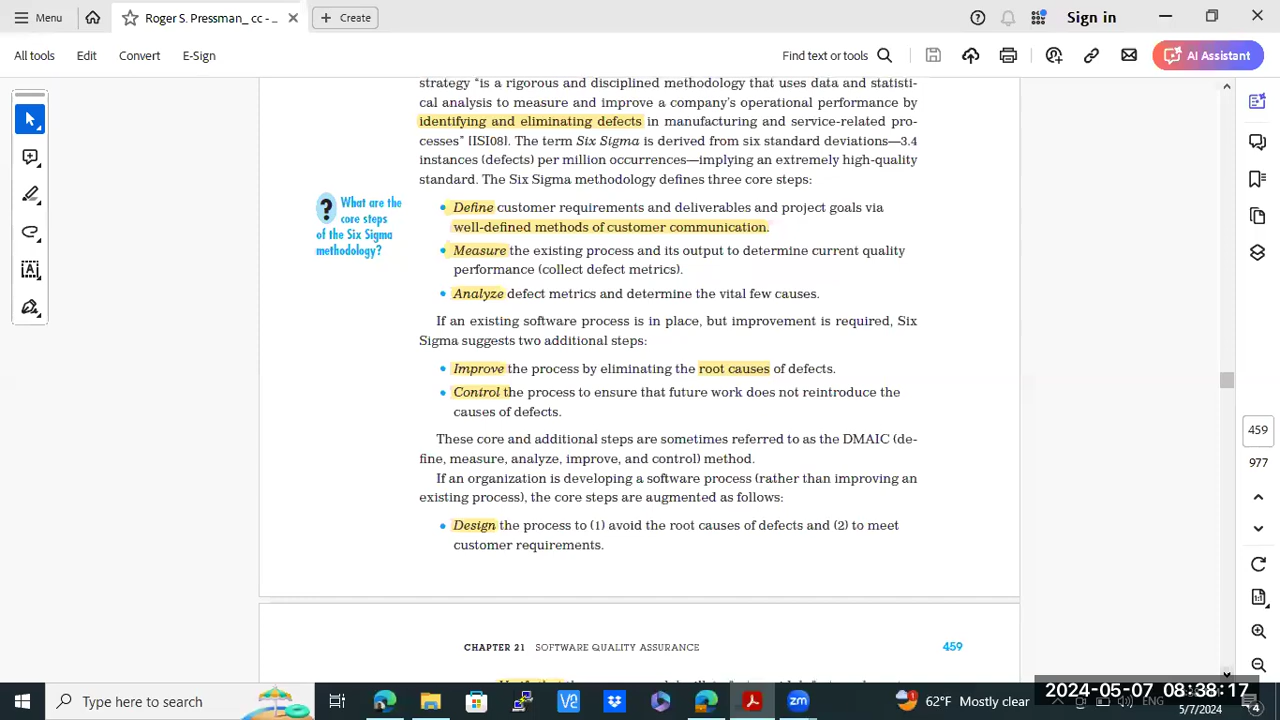 Menu
Roger S. Pressman_ cc - ...
Create
Sign in
All tools
Edit
Convert
E-Sign
Find text or tools
AI Assistant
strategy "is a rigorous and disciplined methodology that uses data and statisti-
cal analysis to measure and improve a company's operational performance by
identifying and eliminating defects in manufacturing and service-related pro-
cesses" [ISI08]. The term Six Sigma is derived from six standard deviations—3.4
instances (defects) per million occurrences—implying an extremely high-quality
standard. The Six Sigma methodology defines three core steps:
? What are the
core steps
of the Six Sigma
methodology?
• Define customer requirements and deliverables and project goals via
well-defined methods of customer communication.
• Measure the existing process and its output to determine current quality
performance (collect defect metrics).
• Analyze defect metrics and determine the vital few causes.
If an existing software process is in place, but improvement is required, Six
Sigma suggests two additional steps:
• Improve the process by eliminating the root causes of defects.
• Control the process to ensure that future work does not reintroduce the
causes of defects.
These core and additional steps are sometimes referred to as the DMAIC (de-
fine, measure, analyze, improve, and control) method.
If an organization is developing a software process (rather than improving an
existing process), the core steps are augmented as follows:
• Design the process to (1) avoid the root causes of defects and (2) to meet
customer requirements.
CHAPTER 21 SOFTWARE QUALITY ASSURANCE
459
459
977
Type here to search
62°F Mostly clear
ENG
2024-05-07 08:38:17
5/7/2024